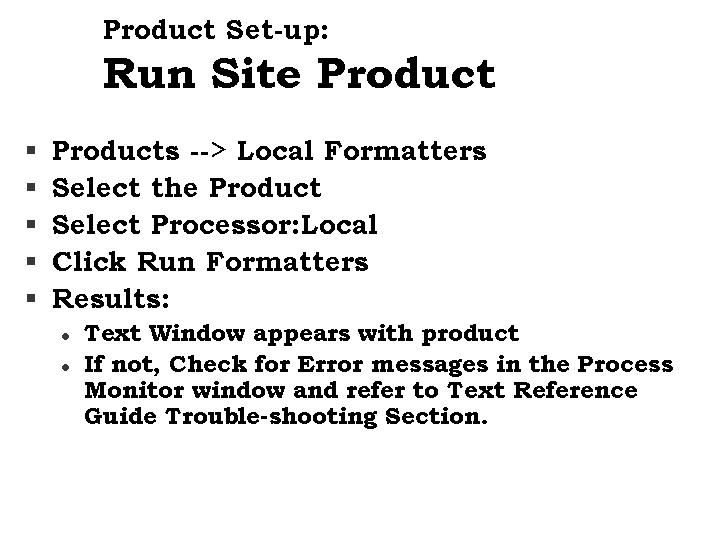 Product Set-up:
Run Site Product
▪ Products --> Local Formatters
▪ Select the Product
▪ Select Processor:Local
▪ Click Run Formatters
▪ Results:
● Text Window appears with product
● If not, Check for Error messages in the Process
Monitor window and refer to Text Reference
Guide Trouble-shooting Section.